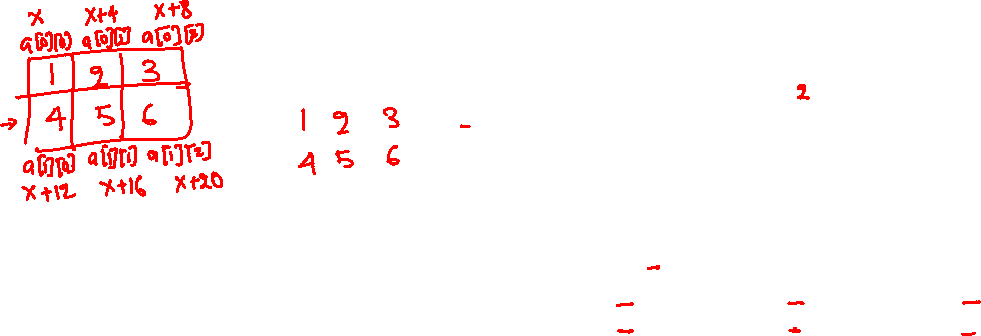 x x+4 x+8
a[0][0] a[0][1] a[0][2]
1 2 3
4 5 6
a[1][0] a[1][1] a[1][2]
x+12 x+16 x+20
1 2 3 -
4 5 6
2